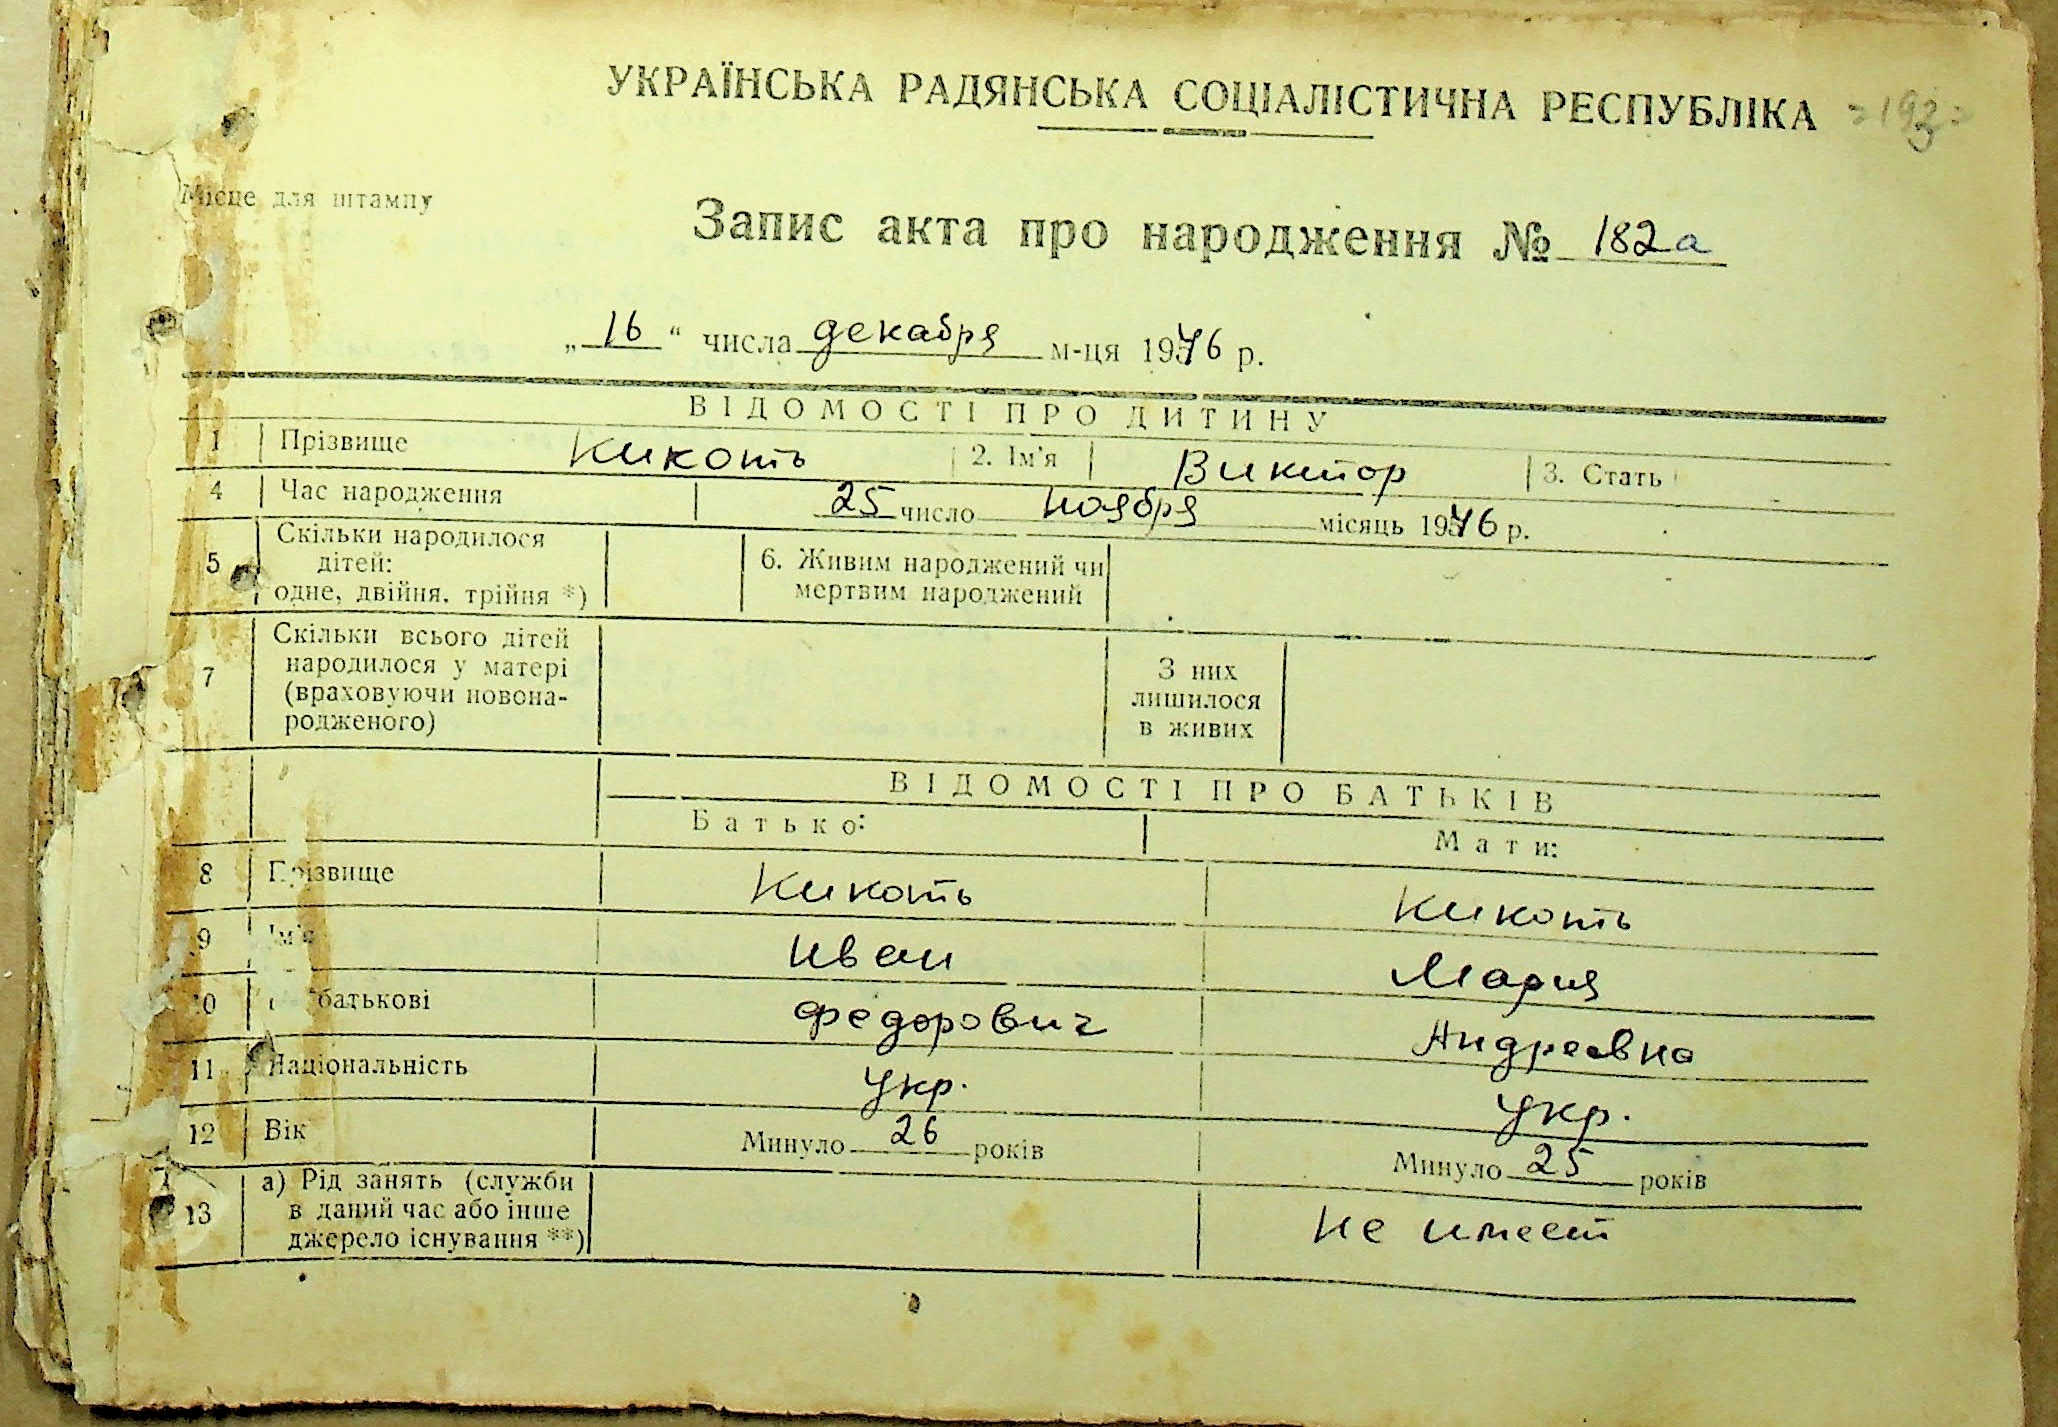 УКРАЇНСЬКА РАДЯНСЬКА СОЦІАЛІСТИЧНА РЕСПУБЛІКА
Місце для штампу
Запис акта про народження № 182а
„ 16 “ числа декабря м-ця 1946 р.
ВІДОМОСТІ ПРО ДИТИНУ
1 Прізвище Кикоть 2. Ім'я Виктор 3. Стать
4 Час народження 25 число ноября місяць 1946 р.
5 Скільки народилося
дітей:
одне, двійня, трійня *)
6. Живим народжений чи
мертвим народжений
7 Скільки всього дітей
народилося у матері
(враховуючи новона-
родженого)
З них
лишилося
в живих
ВІДОМОСТІ ПРО БАТЬКІВ
Батько: Мати:
8 Прізвище Кикоть Кикоть
9 Ім'я Иван Мария
10 батькові Федорович Андреевна
11 Національність укр. укр.
12 Вік Минуло 26 років Минуло 25 років
13 а) Рід занять (служби
в даний час або інше
джерело існування **)
не имеет